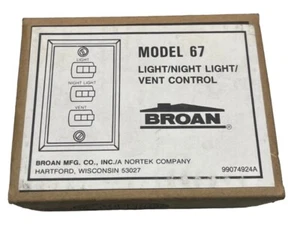 LIGHT
NIGHT LIGHT
VENT
MODEL 67
LIGHT/NIGHT LIGHT/
VENT CONTROL
BROAN
BROAN MFG. CO., INC./A NORTEK COMPANY
HARTFORD, WISCONSIN 53027
99074924A